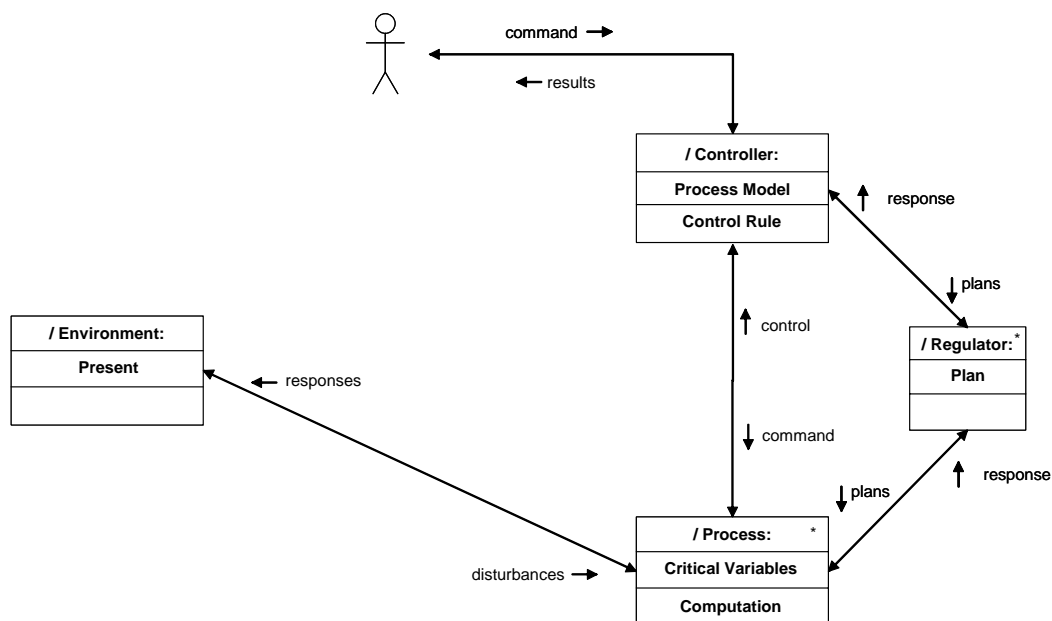 command
results
/ Controller:
Process Model
Control Rule
response
plans
/ Environment:
Present
control
/ Regulator:*
Plan
responses
command
response
plans
/ Process: *
Critical Variables
Computation
disturbances